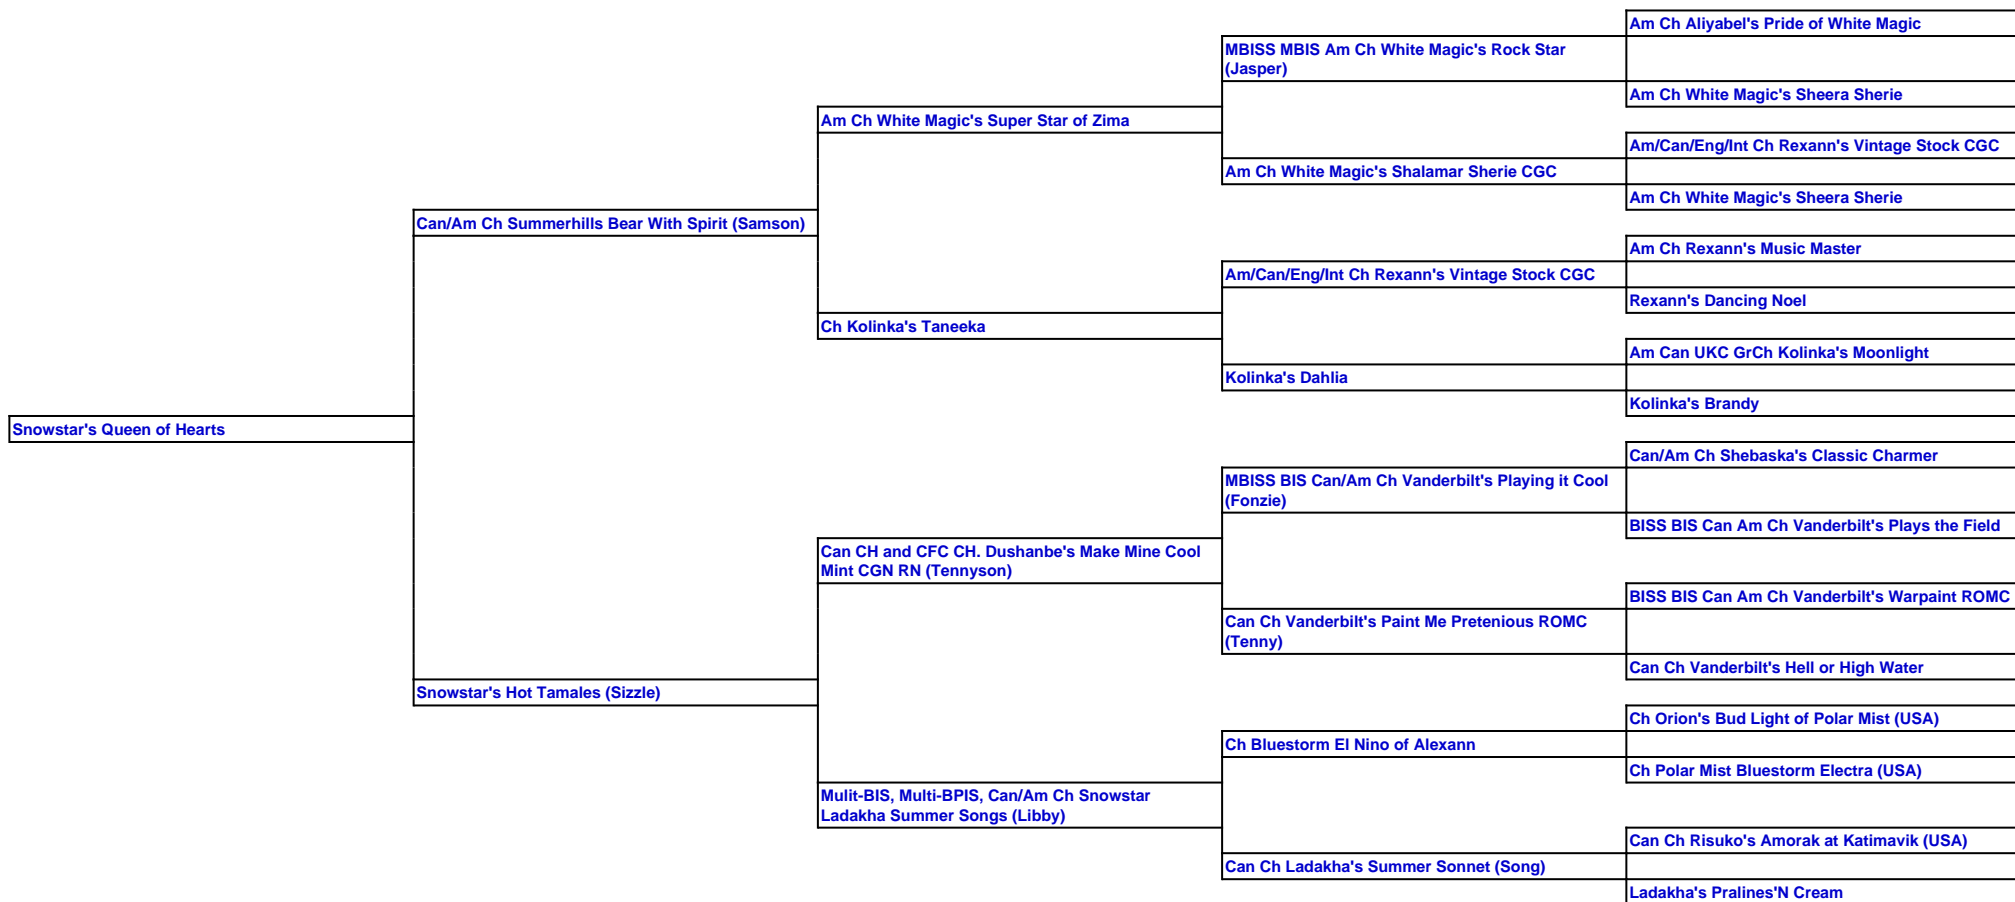 Am Ch Aliyabel's Pride of White Magic
MBISS MBIS Am Ch White Magic's Rock Star
(Jasper)
Am Ch White Magic's Sheera Sherie
Am Ch White Magic's Super Star of Zima
Am/Can/Eng/Int Ch Rexann's Vintage Stock CGC
Am Ch White Magic's Shalamar Sherie CGC
Am Ch White Magic's Sheera Sherie
Can/Am Ch Summerhills Bear With Spirit (Samson)
Am Ch Rexann's Music Master
Am/Can/Eng/Int Ch Rexann's Vintage Stock CGC
Rexann's Dancing Noel
Ch Kolinka's Taneeka
Am Can UKC GrCh Kolinka's Moonlight
Kolinka's Dahlia
Kolinka's Brandy
Snowstar's Queen of Hearts
Can/Am Ch Shebaska's Classic Charmer
MBISS BIS Can/Am Ch Vanderbilt's Playing it Cool
(Fonzie)
BISS BIS Can Am Ch Vanderbilt's Plays the Field
Can CH and CFC CH. Dushanbe's Make Mine Cool
Mint CGN RN (Tennyson)
BISS BIS Can Am Ch Vanderbilt's Warpaint ROMC
Can Ch Vanderbilt's Paint Me Pretenious ROMC
(Tenny)
Can Ch Vanderbilt's Hell or High Water
Snowstar's Hot Tamales (Sizzle)
Ch Orion's Bud Light of Polar Mist (USA)
Ch Bluestorm El Nino of Alexann
Ch Polar Mist Bluestorm Electra (USA)
Mulit-BIS, Multi-BPIS, Can/Am Ch Snowstar
Ladakha Summer Songs (Libby)
Can Ch Risuko's Amorak at Katimavik (USA)
Can Ch Ladakha's Summer Sonnet (Song)
Ladakha's Pralines'N Cream